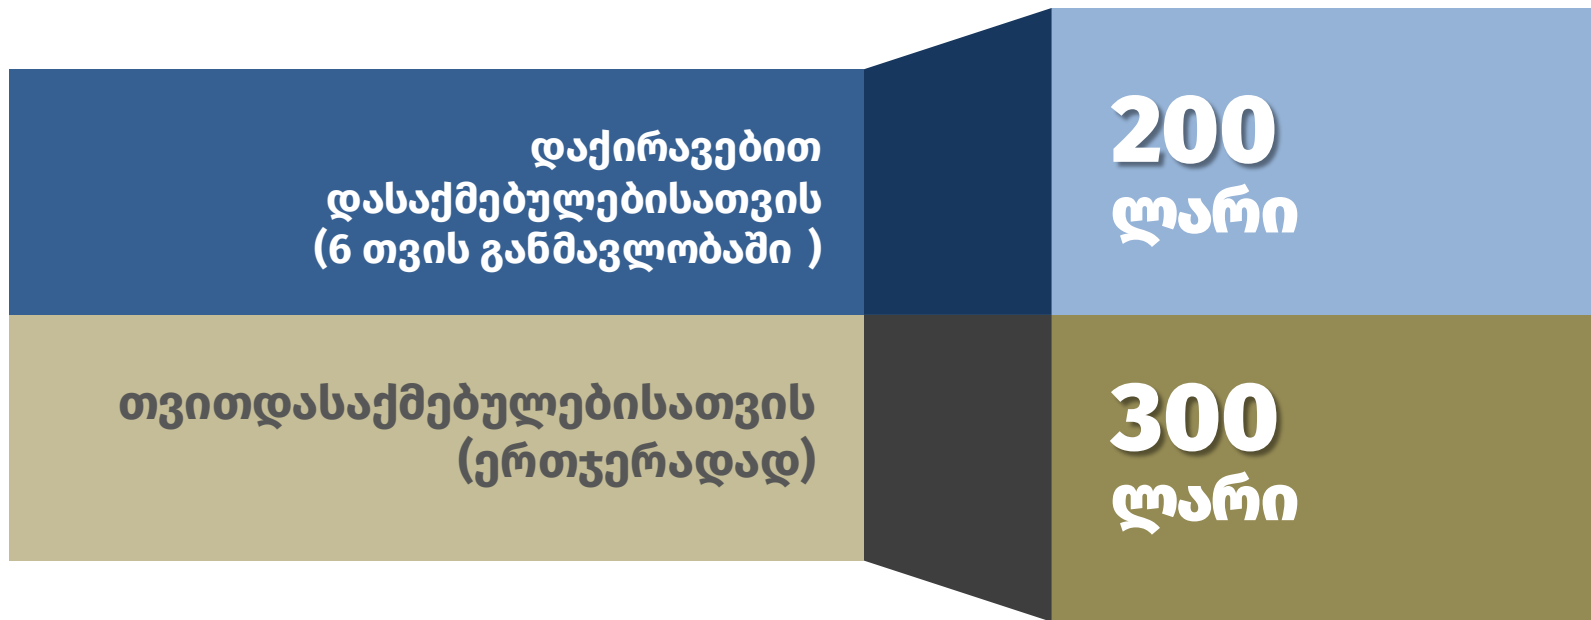 დაქირავებით
დასაქმებულებისათვის
(6 თვის განმავლობაში )
200
ლარი
თვითდასაქმებულებისათვის
(ერთჯერადად)
300
ლარი